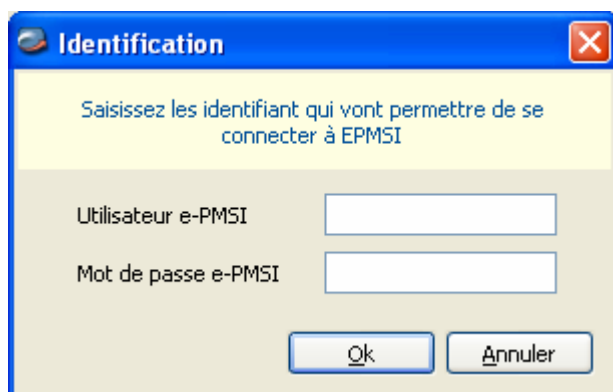 Identification
Saisissez les identifiant qui vont permettre de se
connecter à EPMSI
Utilisateur e-PMSI
Mot de passe e-PMSI
Ok Annuler